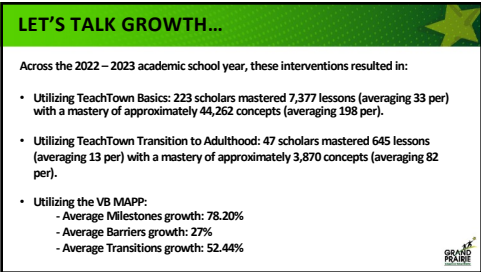 LET'S TALK GROWTH...
Across the 2022 – 2023 academic school year, these interventions resulted in:
• Utilizing TeachTown Basics: 223 scholars mastered 7,377 lessons (averaging 33 per)
with a mastery of approximately 44,262 concepts (averaging 198 per).
• Utilizing TeachTown Transition to Adulthood: 47 scholars mastered 645 lessons
(averaging 13 per) with a mastery of approximately 3,870 concepts (averaging 82
per).
• Utilizing the VB MAPP:
- Average Milestones growth: 78.20%
- Average Barriers growth: 27%
- Average Transitions growth: 52.44%
GRAND
PRAIRIE